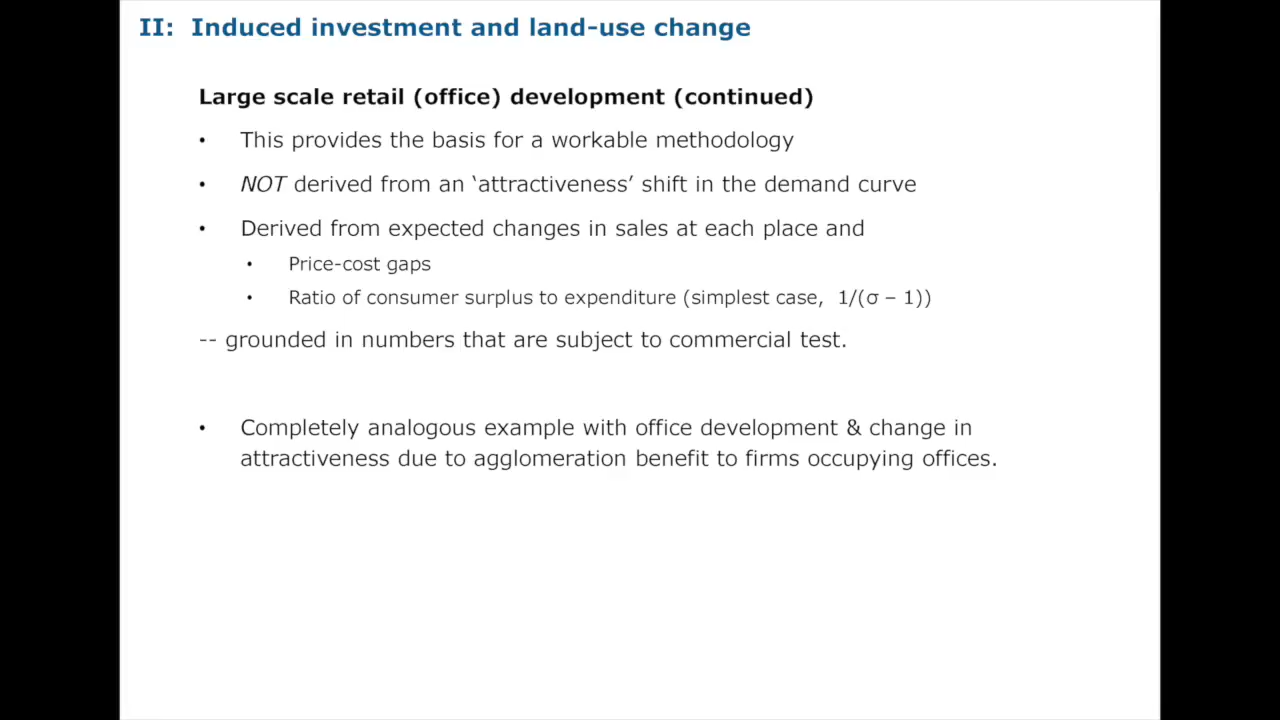 II: Induced investment and land-use change
Large scale retail (office) development (continued)
• This provides the basis for a workable methodology
• NOT derived from an ‘attractiveness’ shift in the demand curve
• Derived from expected changes in sales at each place and
• Price-cost gaps
• Ratio of consumer surplus to expenditure (simplest case, 1/(σ – 1))
-- grounded in numbers that are subject to commercial test.
• Completely analogous example with office development & change in
attractiveness due to agglomeration benefit to firms occupying offices.